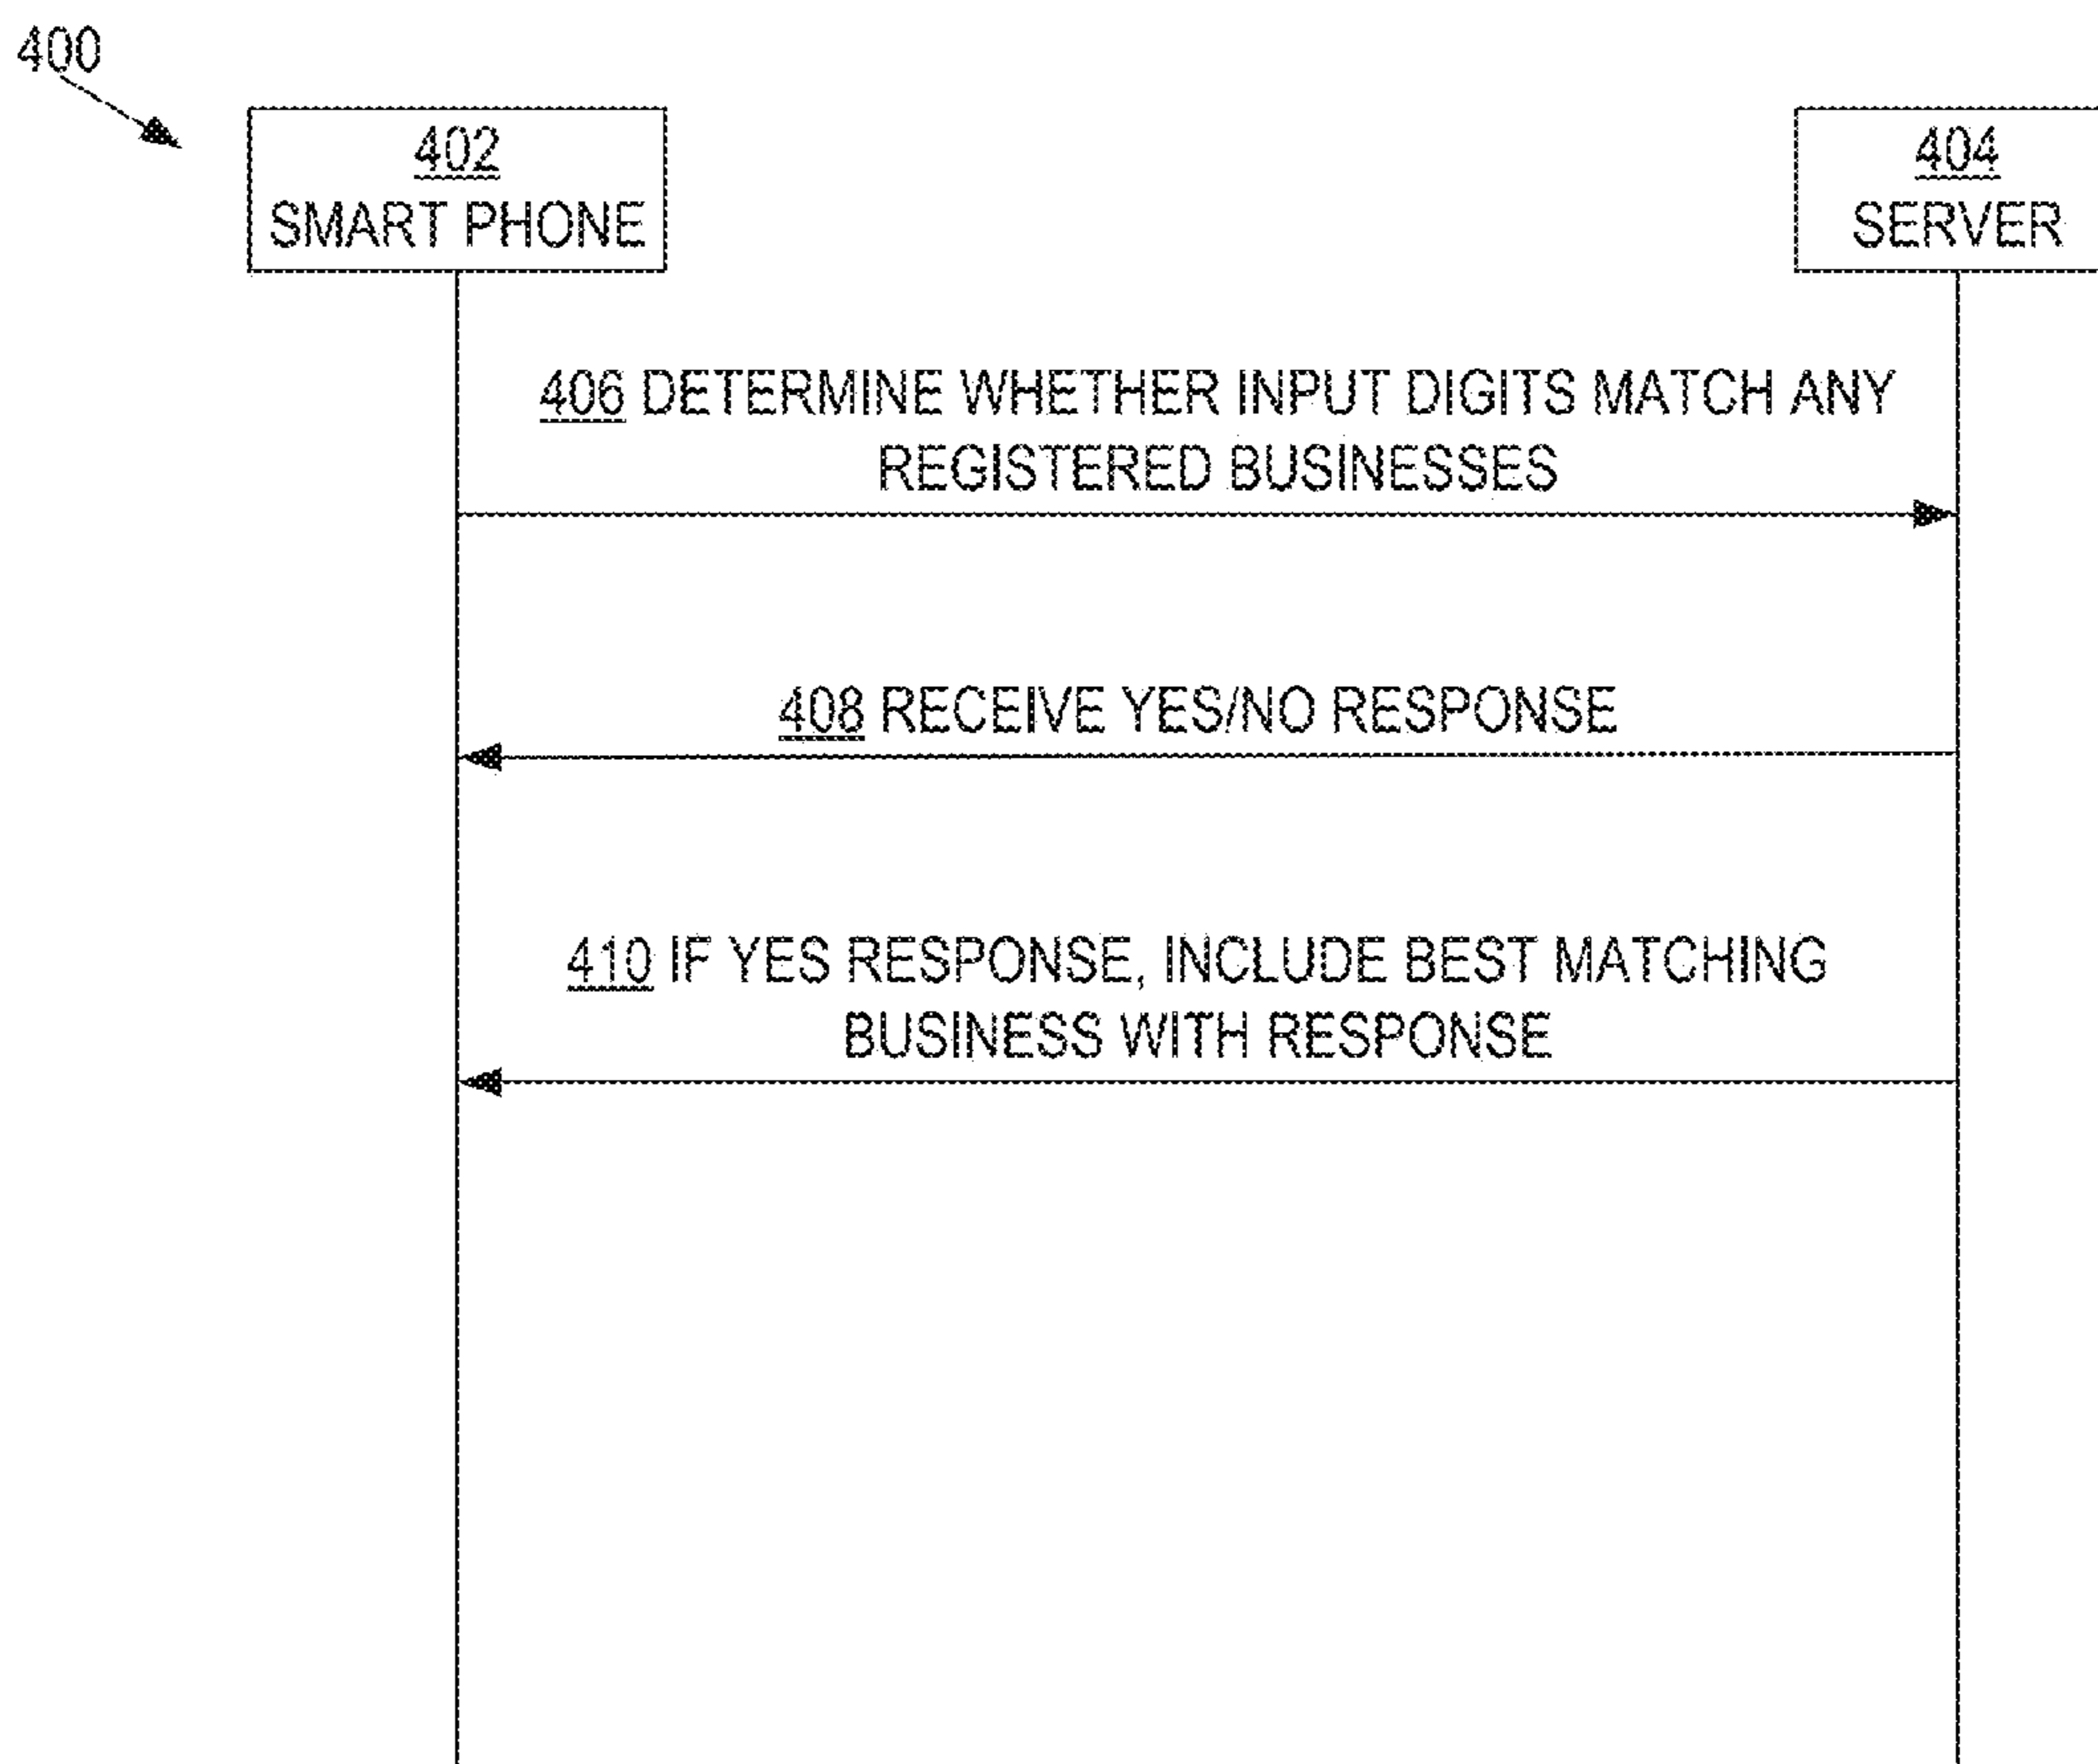 400
402
SMART PHONE
404
SERVER
406 DETERMINE WHETHER INPUT DIGITS MATCH ANY
REGISTERED BUSINESSES
408 RECEIVE YES/NO RESPONSE
410 IF YES RESPONSE, INCLUDE BEST MATCHING
BUSINESS WITH RESPONSE